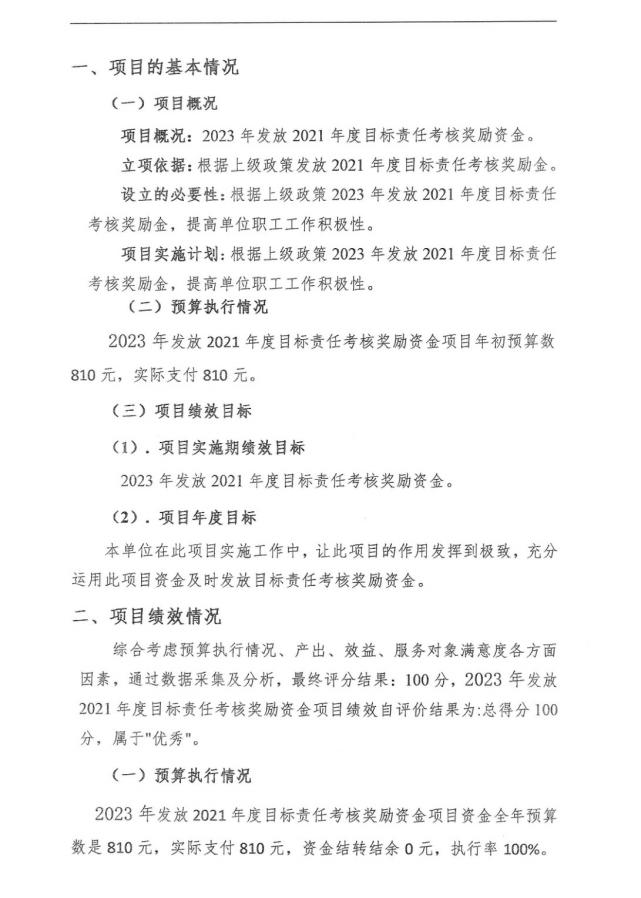 一、项目的基本情况
（一）项目概况
项目概况：2023 年发放 2021 年度目标责任考核奖励资金。
立项依据：根据上级政策发放 2021 年度目标责任考核奖励金。
设立的必要性：根据上级政策 2023 年发放 2021 年度目标责任
考核奖励金，提高单位职工工作积极性。
项目实施计划：根据上级政策 2023 年发放 2021 年度目标责任
考核奖励金，提高单位职工工作积极性。
（二）预算执行情况
2023 年发放 2021 年度目标责任考核奖励资金项目年初预算数
810 元，实际支付 810 元。
（三）项目绩效目标
（1）. 项目实施期绩效目标
2023 年发放 2021 年度目标责任考核奖励资金。
（2）. 项目年度目标
本单位在此项目实施工作中，让此项目的作用发挥到极致，充分
运用此项目资金及时发放目标责任考核奖励资金。
二、项目绩效情况
综合考虑预算执行情况、产出、效益、服务对象满意度各方面
因素，通过数据采集及分析，最终评分结果：100 分，2023 年发放
2021 年度目标责任考核奖励资金项目绩效自评价结果为:总得分 100
分，属于"优秀"。
（一）预算执行情况
2023 年发放 2021 年度目标责任考核奖励资金项目资金全年预算
数是 810 元，实际支付 810 元，资金结转结余 0 元，执行率 100%。